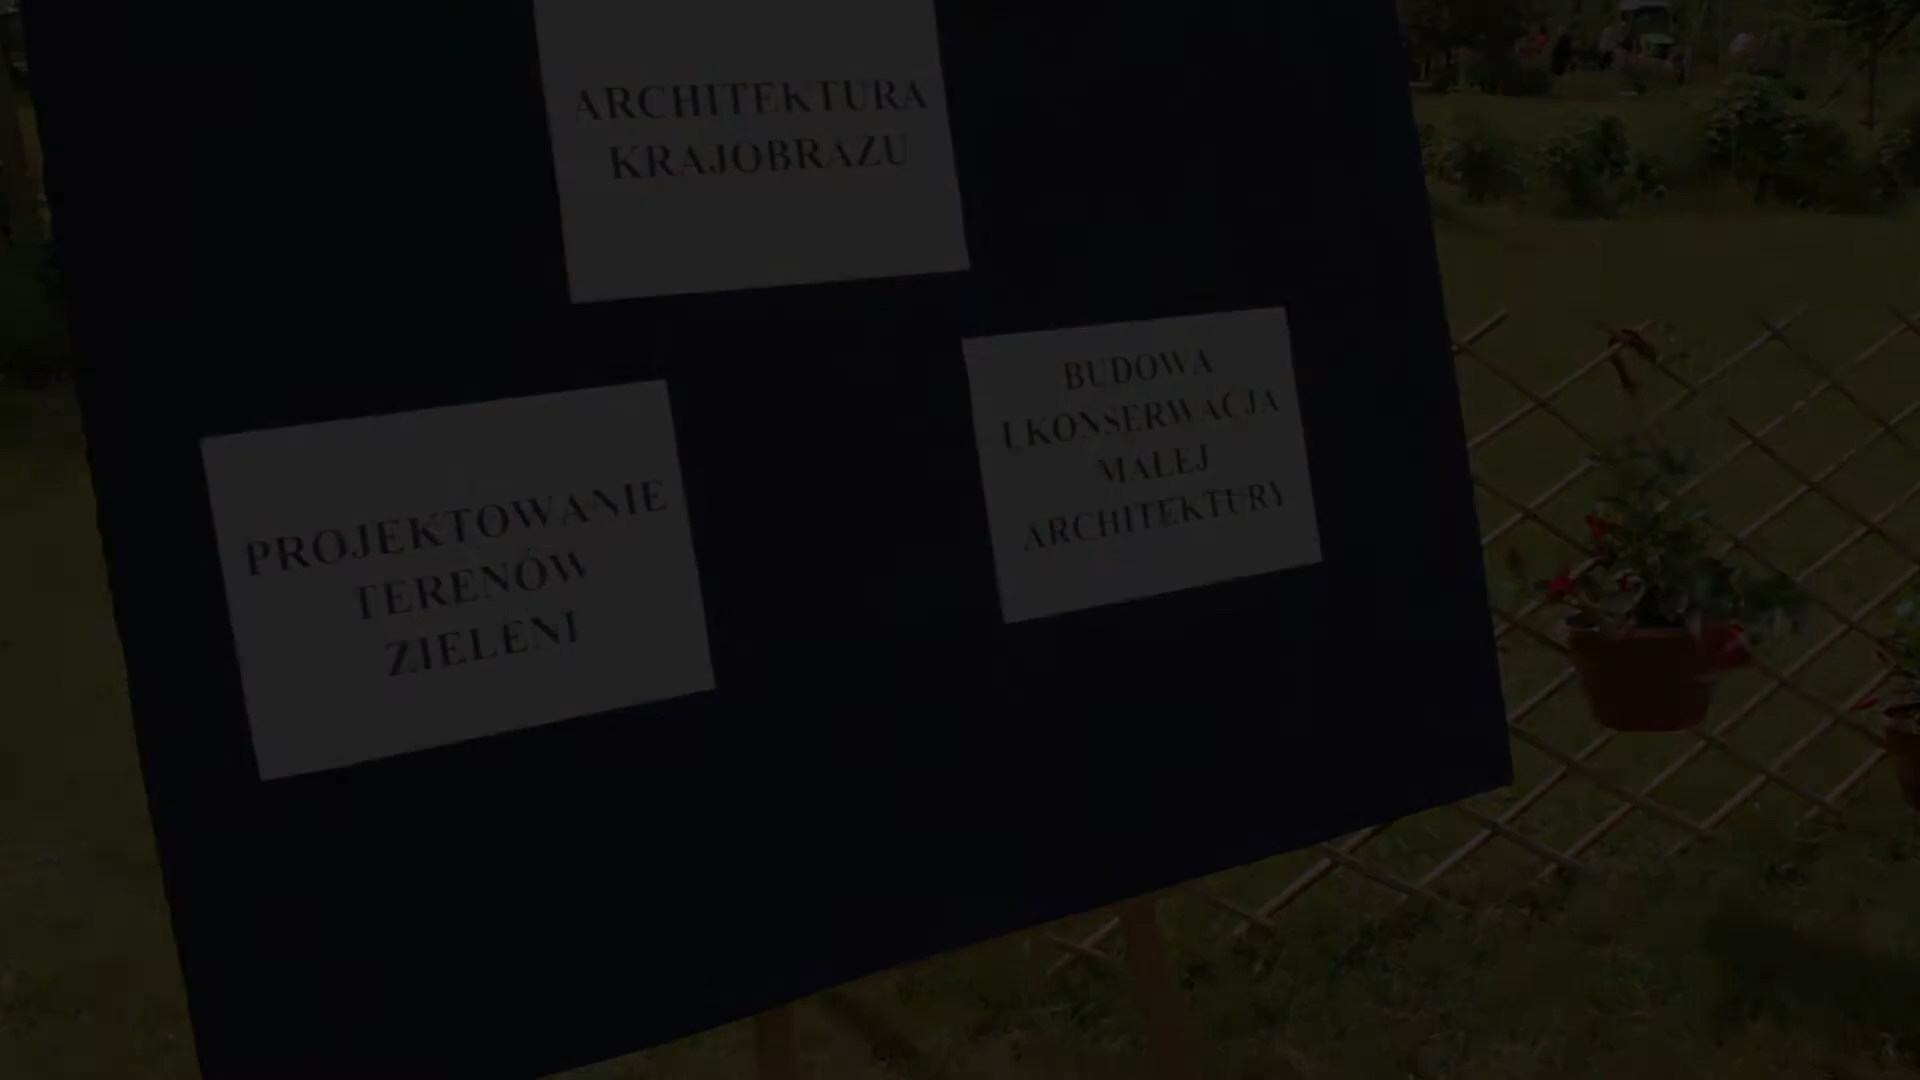 ARCHITEKTURA
KRAJOBRAZU
PROJEKTOWANIE
TERENÓW
ZIELENI
BUDOWA
I KONSERWACJA
MAŁEJ
ARCHITEKTURY